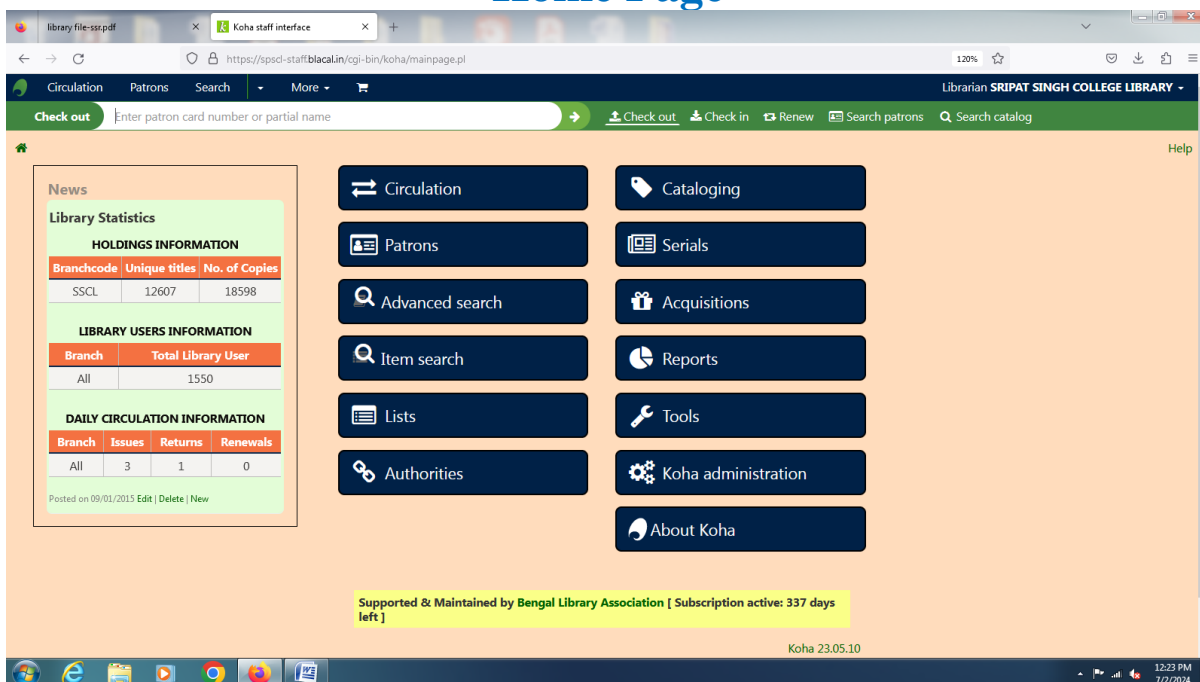 Home Page
library file-ssr.pdf
Koha staff interface
https://spscl-staff.blacal.in/cgi-bin/koha/mainpage.pl
120%
Circulation Patrons Search More
Librarian SRIPAT SINGH COLLEGE LIBRARY
Check out Enter patron card number or partial name
Check out Check in Renew Search patrons Search catalog
Help
News
Library Statistics
HOLDINGS INFORMATION
Branchcode Unique titles No. of Copies
SSCL 12607 18598
LIBRARY USERS INFORMATION
Branch Total Library User
All 1550
DAILY CIRCULATION INFORMATION
Branch Issues Returns Renewals
All 3 1 0
Posted on 09/01/2015 Edit | Delete | New
Circulation
Patrons
Advanced search
Item search
Lists
Authorities
Cataloging
Serials
Acquisitions
Reports
Tools
Koha administration
About Koha
Supported & Maintained by Bengal Library Association [ Subscription active: 337 days
left ]
Koha 23.05.10
12:23 PM
7/2/2024